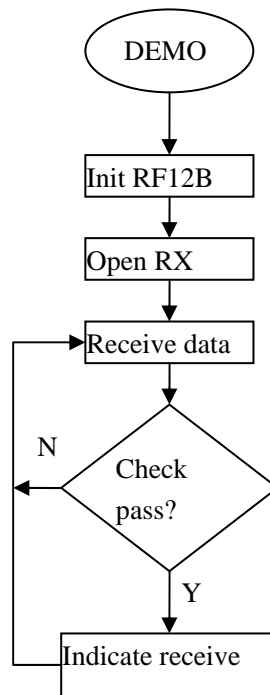 DEMO
Init RF12B
Open RX
Receive data
N
Check
pass?
Y
Indicate receive